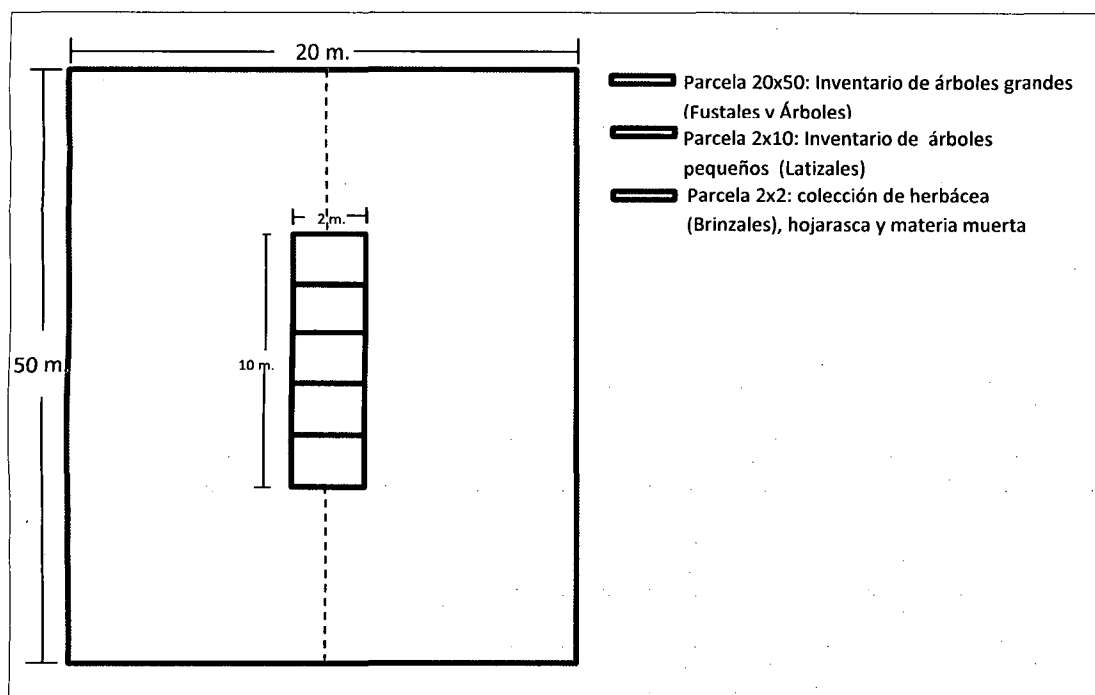 20 m.
Parcela 20x50: Inventario de árboles grandes
(Fustales y Árboles)
Parcela 2x10: Inventario de árboles
pequeños (Latizales)
Parcela 2x2: colección de herbácea
(Brinzales), hojarasca y materia muerta
2 m.
50 m
10 m.